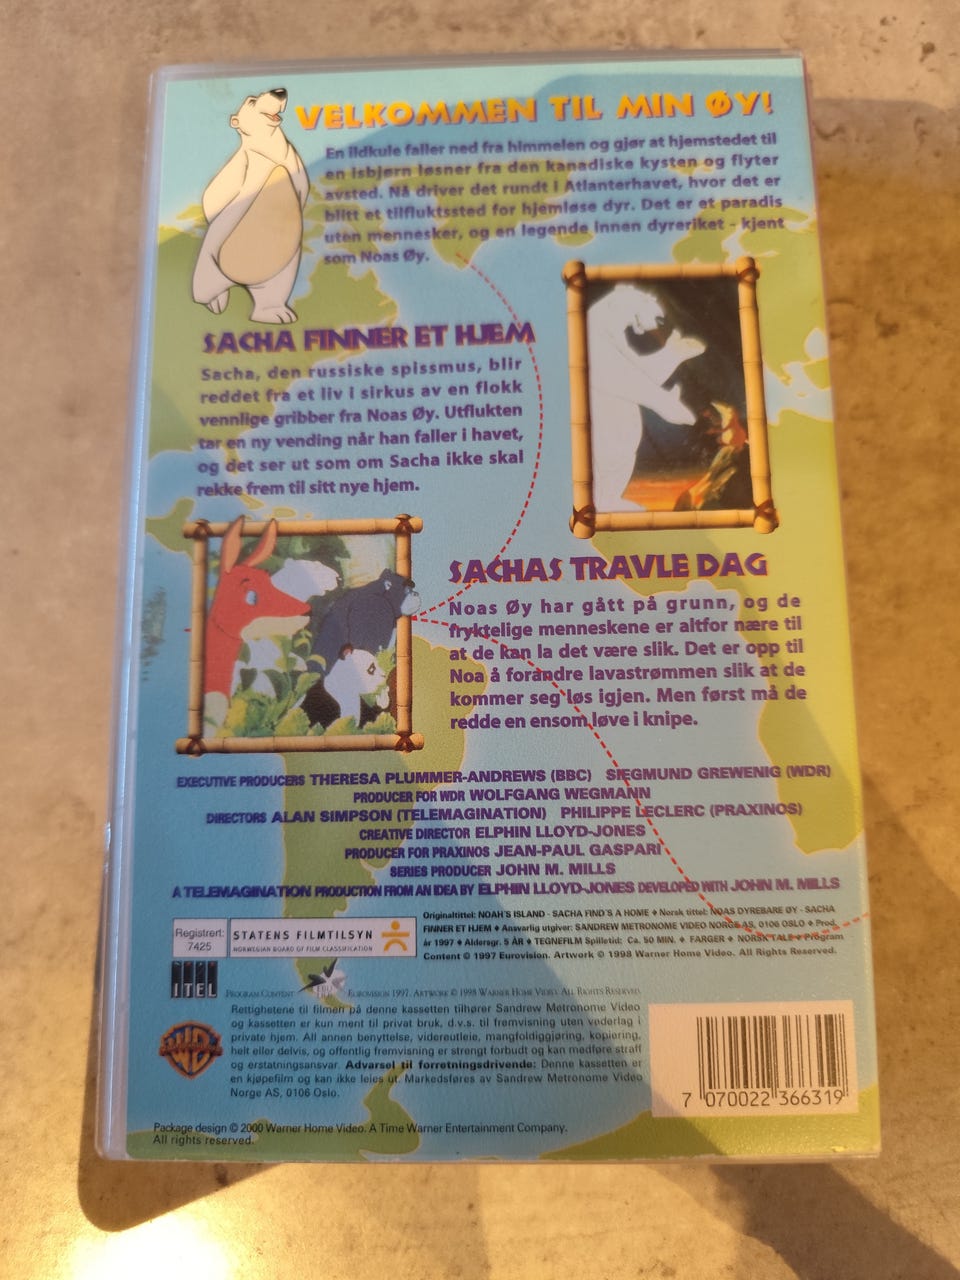 VELKOMMEN TIL MIN ØY!
En ildkule faller ned fra himmelen og gjør at hjemstedet til
en isbjørn løsner fra den kanadiske kysten og flyter
avsted. Nå driver det rundt i Atlanterhavet, hvor det er
blitt et tilfluktssted for hjemløse dyr. Det er et paradis
uten mennesker, og en legende innen dyreriket - kjent
som Noas Øy.
SACHA FINNER ET HJEM
Sacha, den russiske spissmus, blir
reddet fra et liv i sirkus av en flokk
vennlige gribber fra Noas Øy. Utflukten
tar en ny vending når han faller i havet,
og det ser ut som om Sacha ikke skal
rekke frem til sitt nye hjem.
SACHAS TRAVLE DAG
Noas Øy har gått på grunn, og de
fryktelige menneskene er altfor nære til
at de kan la det være slik. Det er opp til
Noa å forandre lavastrømmen slik at de
kommer seg løs igjen. Men først må de
redde en ensom løve i knipe.
EXECUTIVE PRODUCERS THERESA PLUMMER-ANDREWS (BBC) SIEGMUND GREWENIG (WDR)
PRODUCER FOR WDR WOLFGANG WEGMANN
DIRECTORS ALAN SIMPSON (TELEMAGINATION) PHILIPPE LECLERC (PRAXINOS)
CREATIVE DIRECTOR ELPHIN LLOYD-JONES
PRODUCER FOR PRAXINOS JEAN-PAUL GASPARI
SERIES PRODUCER JOHN M. MILLS
A TELEMAGINATION PRODUCTION FROM AN IDEA BY ELPHIN LLOYD-JONES DEVELOPED WITH JOHN M. MILLS
Registrert:
7425
STATENS FILMTILSYN
NORWEGIAN BOARD OF FILM CLASSIFICATION
Originaltittel: NOAH'S ISLAND - SACHA FIND'S A HOME ♦ Norsk tittel: NOAS DYREBARE ØY - SACHA
FINNER ET HJEM ♦ Ansvarlig utgiver: SANDREW METRONOME VIDEO NORGE AS, 0106 OSLO ♦ Prod.
år 1997 ♦ Aldersgr. 5 ÅR ♦ TEGNEFILM Spilletid: Ca. 50 MIN. ♦ FARGER ♦ NORSK TALE ♦ Program
Content © 1997 Eurovision. Artwork © 1998 Warner Home Video. All Rights Reserved.
ITEL
PROGRAM CONTENT EUROVISION 1997. ARTWORK © 1998 WARNER HOME VIDEO. ALL RIGHTS RESERVED.
Rettighetene til filmen på denne kassetten tilhører Sandrew Metronome Video
og kassetten er kun ment til privat bruk, d.v.s. til fremvisning uten vederlag i
private hjem. All annen benyttelse, videreutleie, mangfoldiggjøring, kopiering,
helt eller delvis, og offentlig fremvisning er strengt forbudt og kan medføre straff
og erstatningsansvar. Advarsel til forretningsdrivende: Denne kassetten er
en kjøpefilm og kan ikke leies ut. Markedsføres av Sandrew Metronome Video
Norge AS, 0106 Oslo.
7 070022 366319
Package design © 2000 Warner Home Video. A Time Warner Entertainment Company.
All rights reserved.